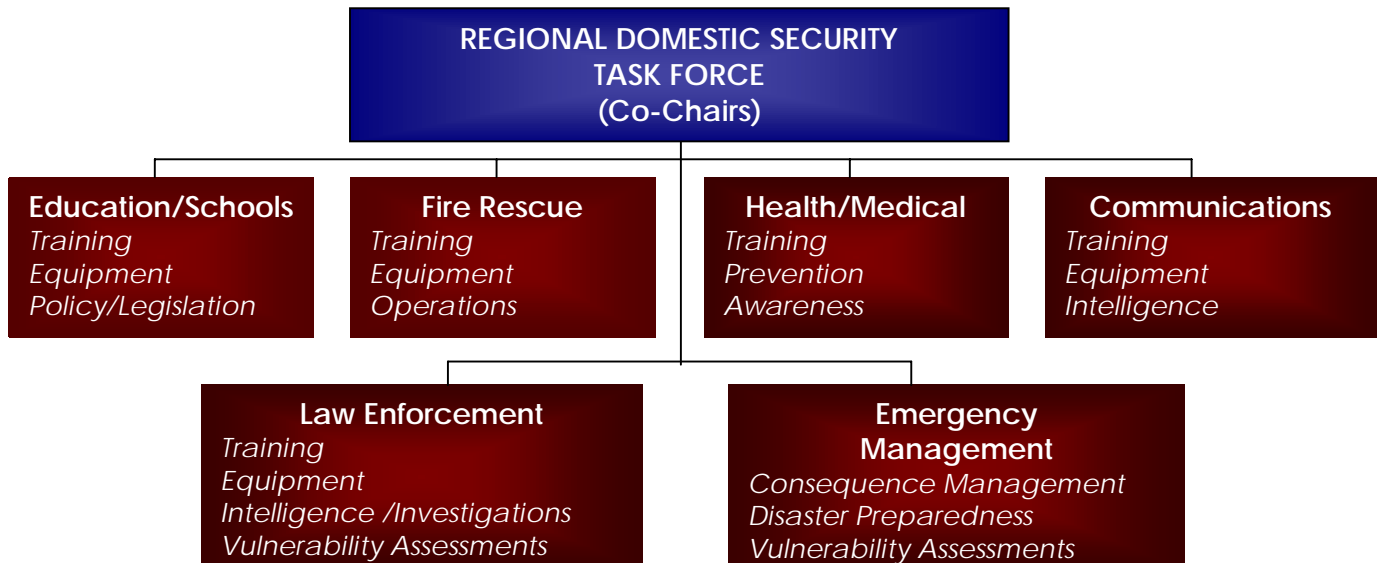 REGIONAL DOMESTIC SECURITY
TASK FORCE
(Co-Chairs)
Education/Schools
Training
Equipment
Policy/Legislation
Fire Rescue
Training
Equipment
Operations
Health/Medical
Training
Prevention
Awareness
Communications
Training
Equipment
Intelligence
Law Enforcement
Training
Equipment
Intelligence /Investigations
Vulnerability Assessments
Emergency
Management
Consequence Management
Disaster Preparedness
Vulnerability Assessments